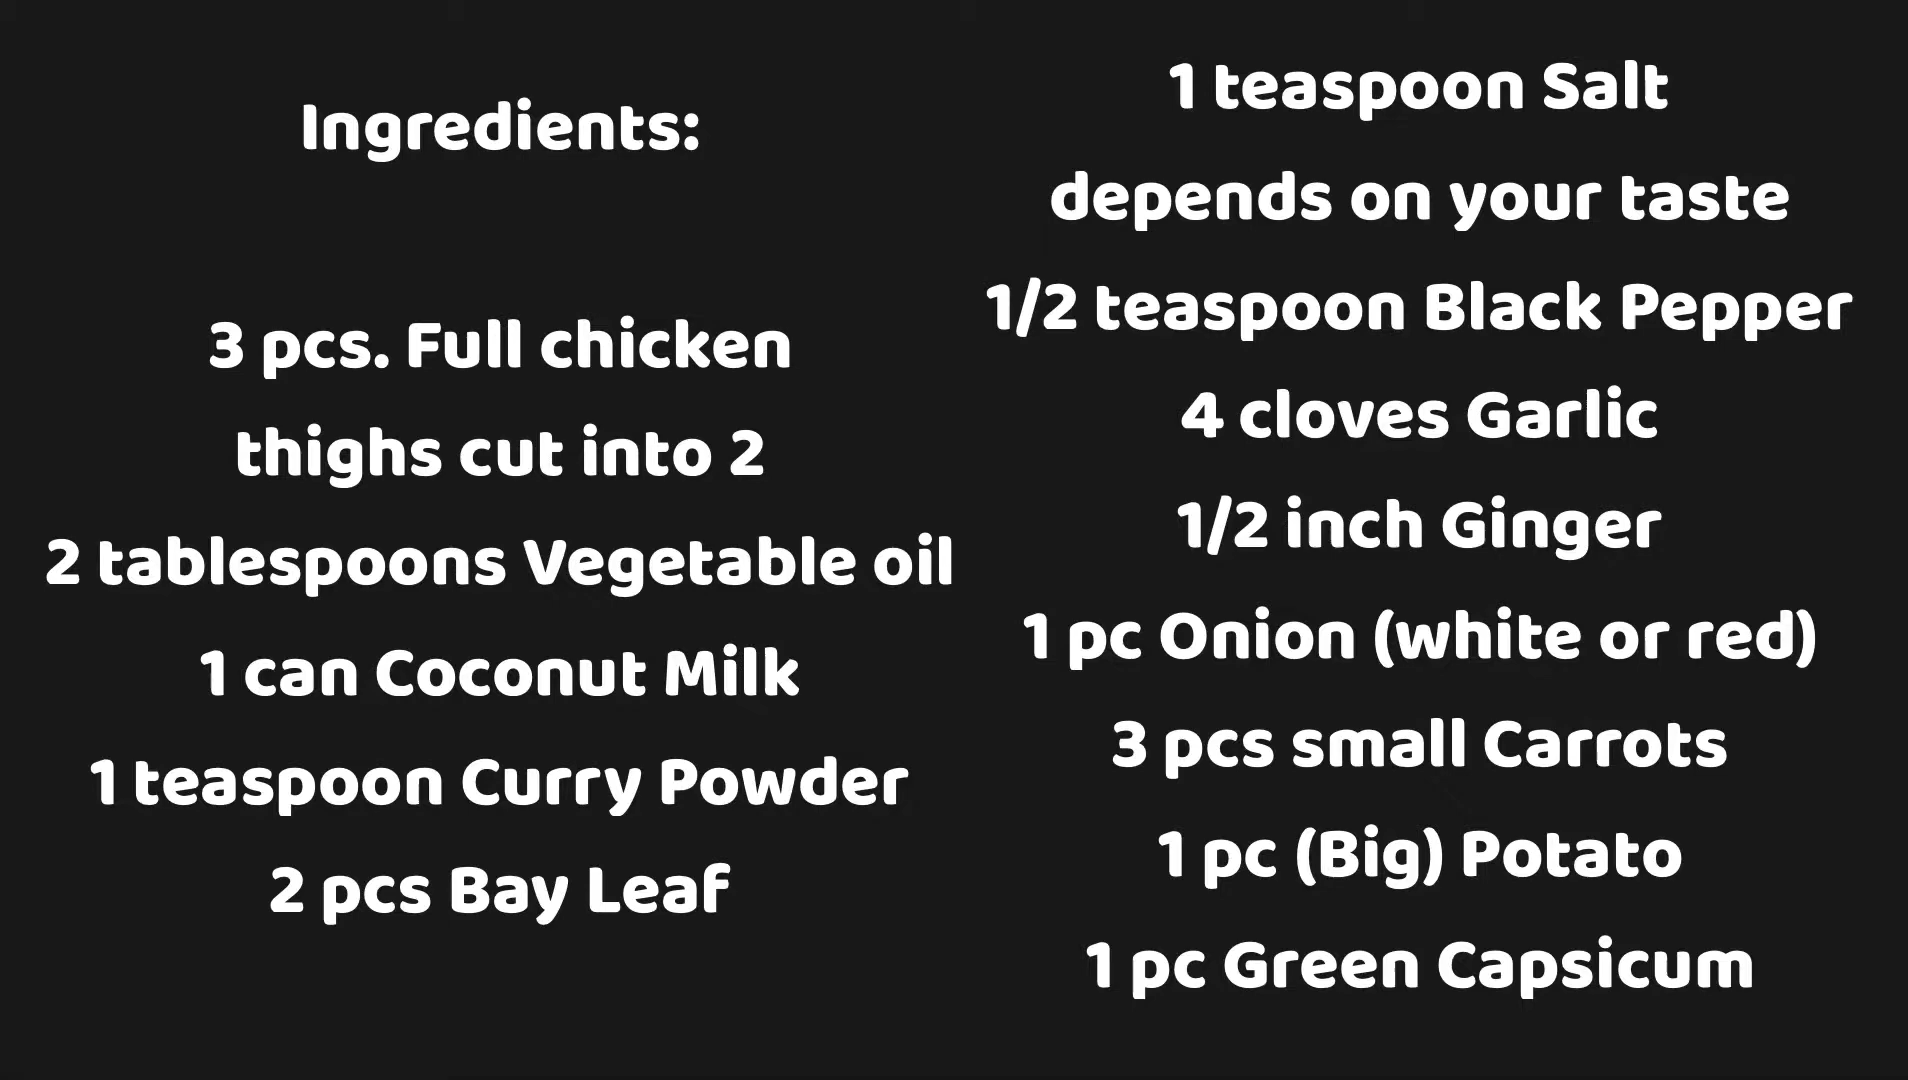 Ingredients:
3 pcs. Full chicken
thighs cut into 2
2 tablespoons Vegetable oil
1 can Coconut Milk
1 teaspoon Curry Powder
2 pcs Bay Leaf
1 teaspoon Salt
depends on your taste
1/2 teaspoon Black Pepper
4 cloves Garlic
1/2 inch Ginger
1 pc Onion (white or red)
3 pcs small Carrots
1 pc (Big) Potato
1 pc Green Capsicum